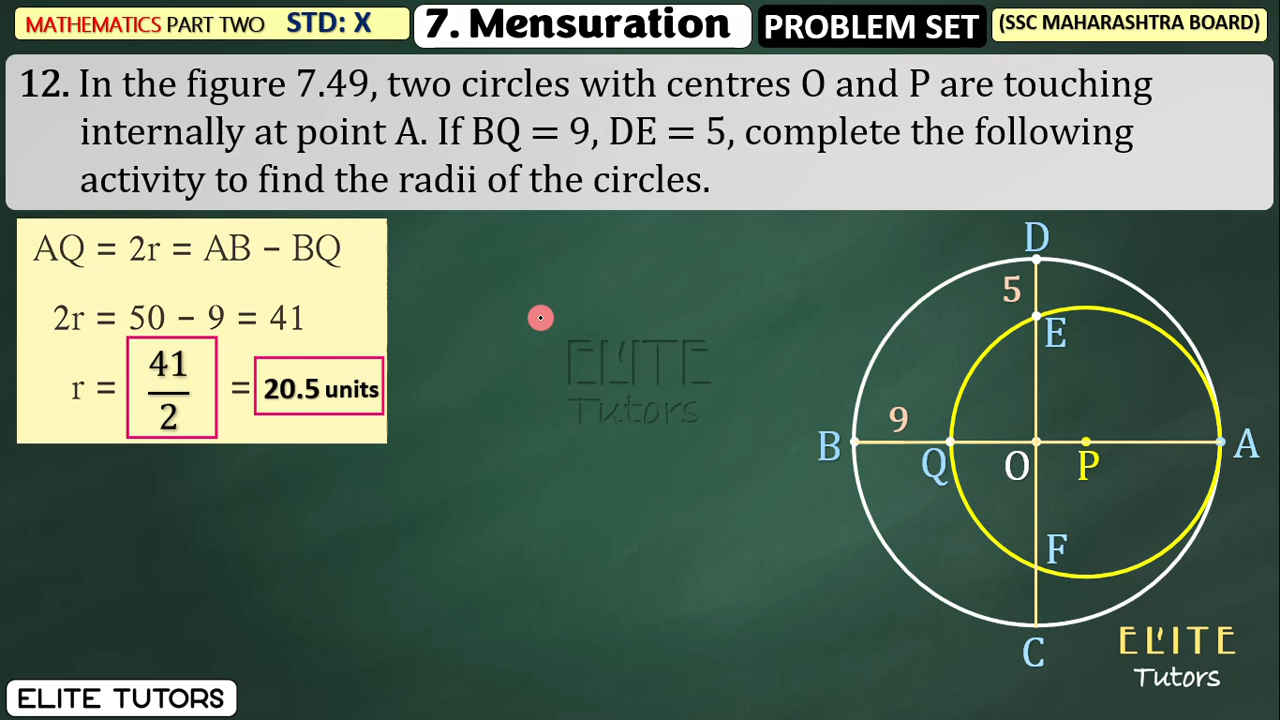 MATHEMATICS PART TWO STD: X
7. Mensuration
PROBLEM SET
(SSC MAHARASHTRA BOARD)
12. In the figure 7.49, two circles with centres O and P are touching
internally at point A. If BQ = 9, DE = 5, complete the following
activity to find the radii of the circles.
AQ = 2r = AB − BQ
2r = 50 − 9 = 41
r = 41/2 = 20.5 units
ELITE
Tutors
D
5
E
9
B
Q
O
P
A
F
C
ELITE
Tutors
ELITE TUTORS